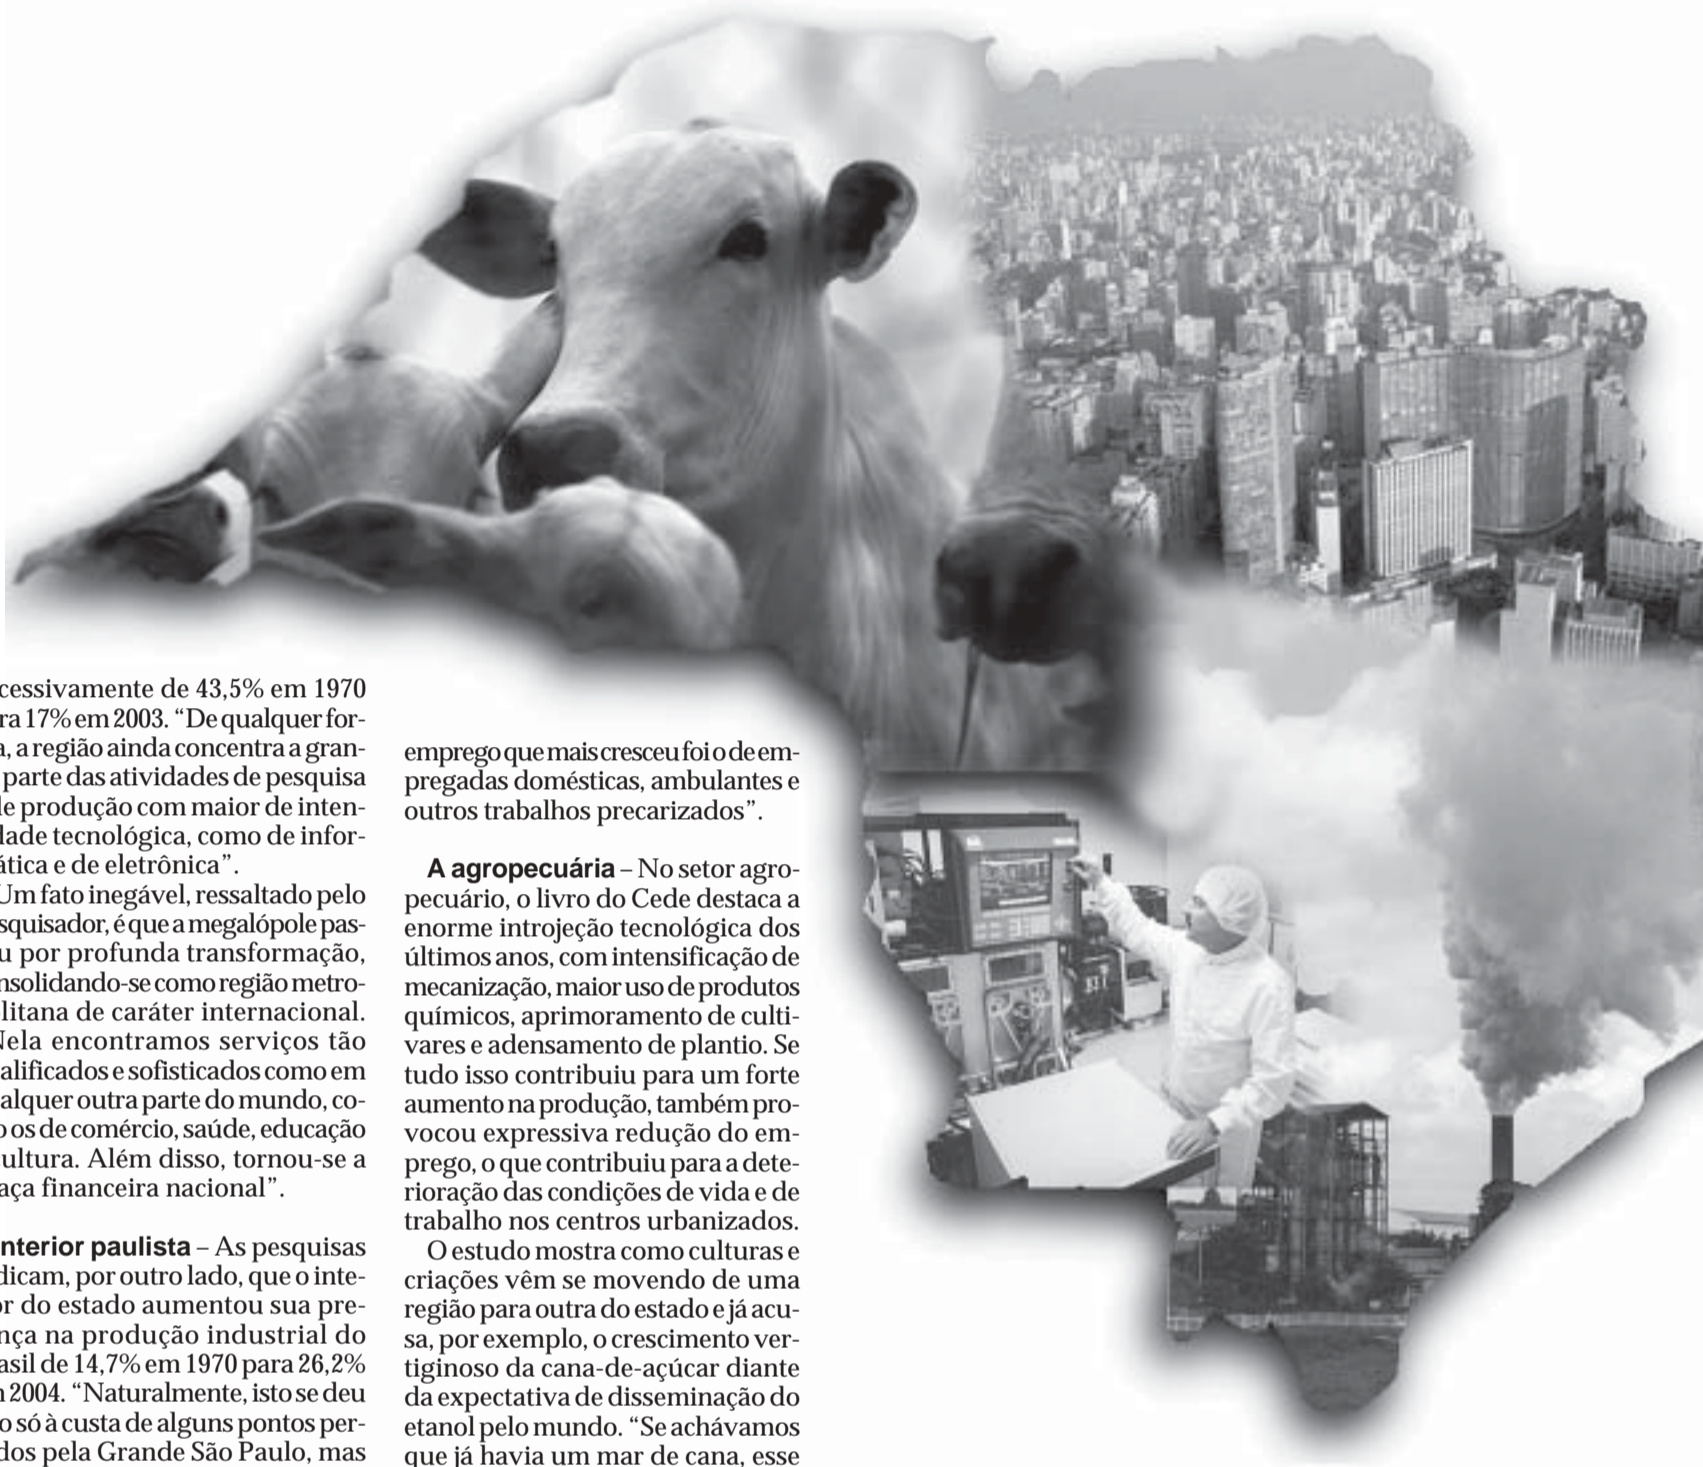 cessivamente de 43,5% em 1970
ra 17% em 2003. “De qualquer for-
a, a região ainda concentra a gran-
parte das atividades de pesquisa
le produção com maior de inten-
dade tecnológica, como de infor-
ática e de eletrônica”.
Um fato inegável, ressaltado pelo
squisador, é que a megalópole pas-
u por profunda transformação,
nsolidando-se como região metro-
litana de caráter internacional.
Nela encontramos serviços tão
alificados e sofisticados como em
alquer outra parte do mundo, co-
o os de comércio, saúde, educação
ultura. Além disso, tornou-se a
aça financeira nacional”.
nterior paulista – As pesquisas
dicam, por outro lado, que o inte-
or do estado aumentou sua pre-
nça na produção industrial do
asil de 14,7% em 1970 para 26,2%
n 2004. “Naturalmente, isto se deu
o só à custa de alguns pontos per-
dos pela Grande São Paulo, mas
emprego que mais cresceu foi o de em-
pregadas domésticas, ambulantes e
outros trabalhos precarizados”.
A agropecuária – No setor agro-
pecuário, o livro do Cede destaca a
enorme introjeção tecnológica dos
últimos anos, com intensificação de
mecanização, maior uso de produtos
químicos, aprimoramento de culti-
vares e adensamento de plantio. Se
tudo isso contribuiu para um forte
aumento na produção, também pro-
vocou expressiva redução do em-
prego, o que contribuiu para a dete-
rioração das condições de vida e de
trabalho nos centros urbanizados.
O estudo mostra como culturas e
criações vêm se movendo de uma
região para outra do estado e já acu-
sa, por exemplo, o crescimento ver-
tiginoso da cana-de-açúcar diante
da expectativa de disseminação do
etanol pelo mundo. “Se achávamos
que já havia um mar de cana, esse